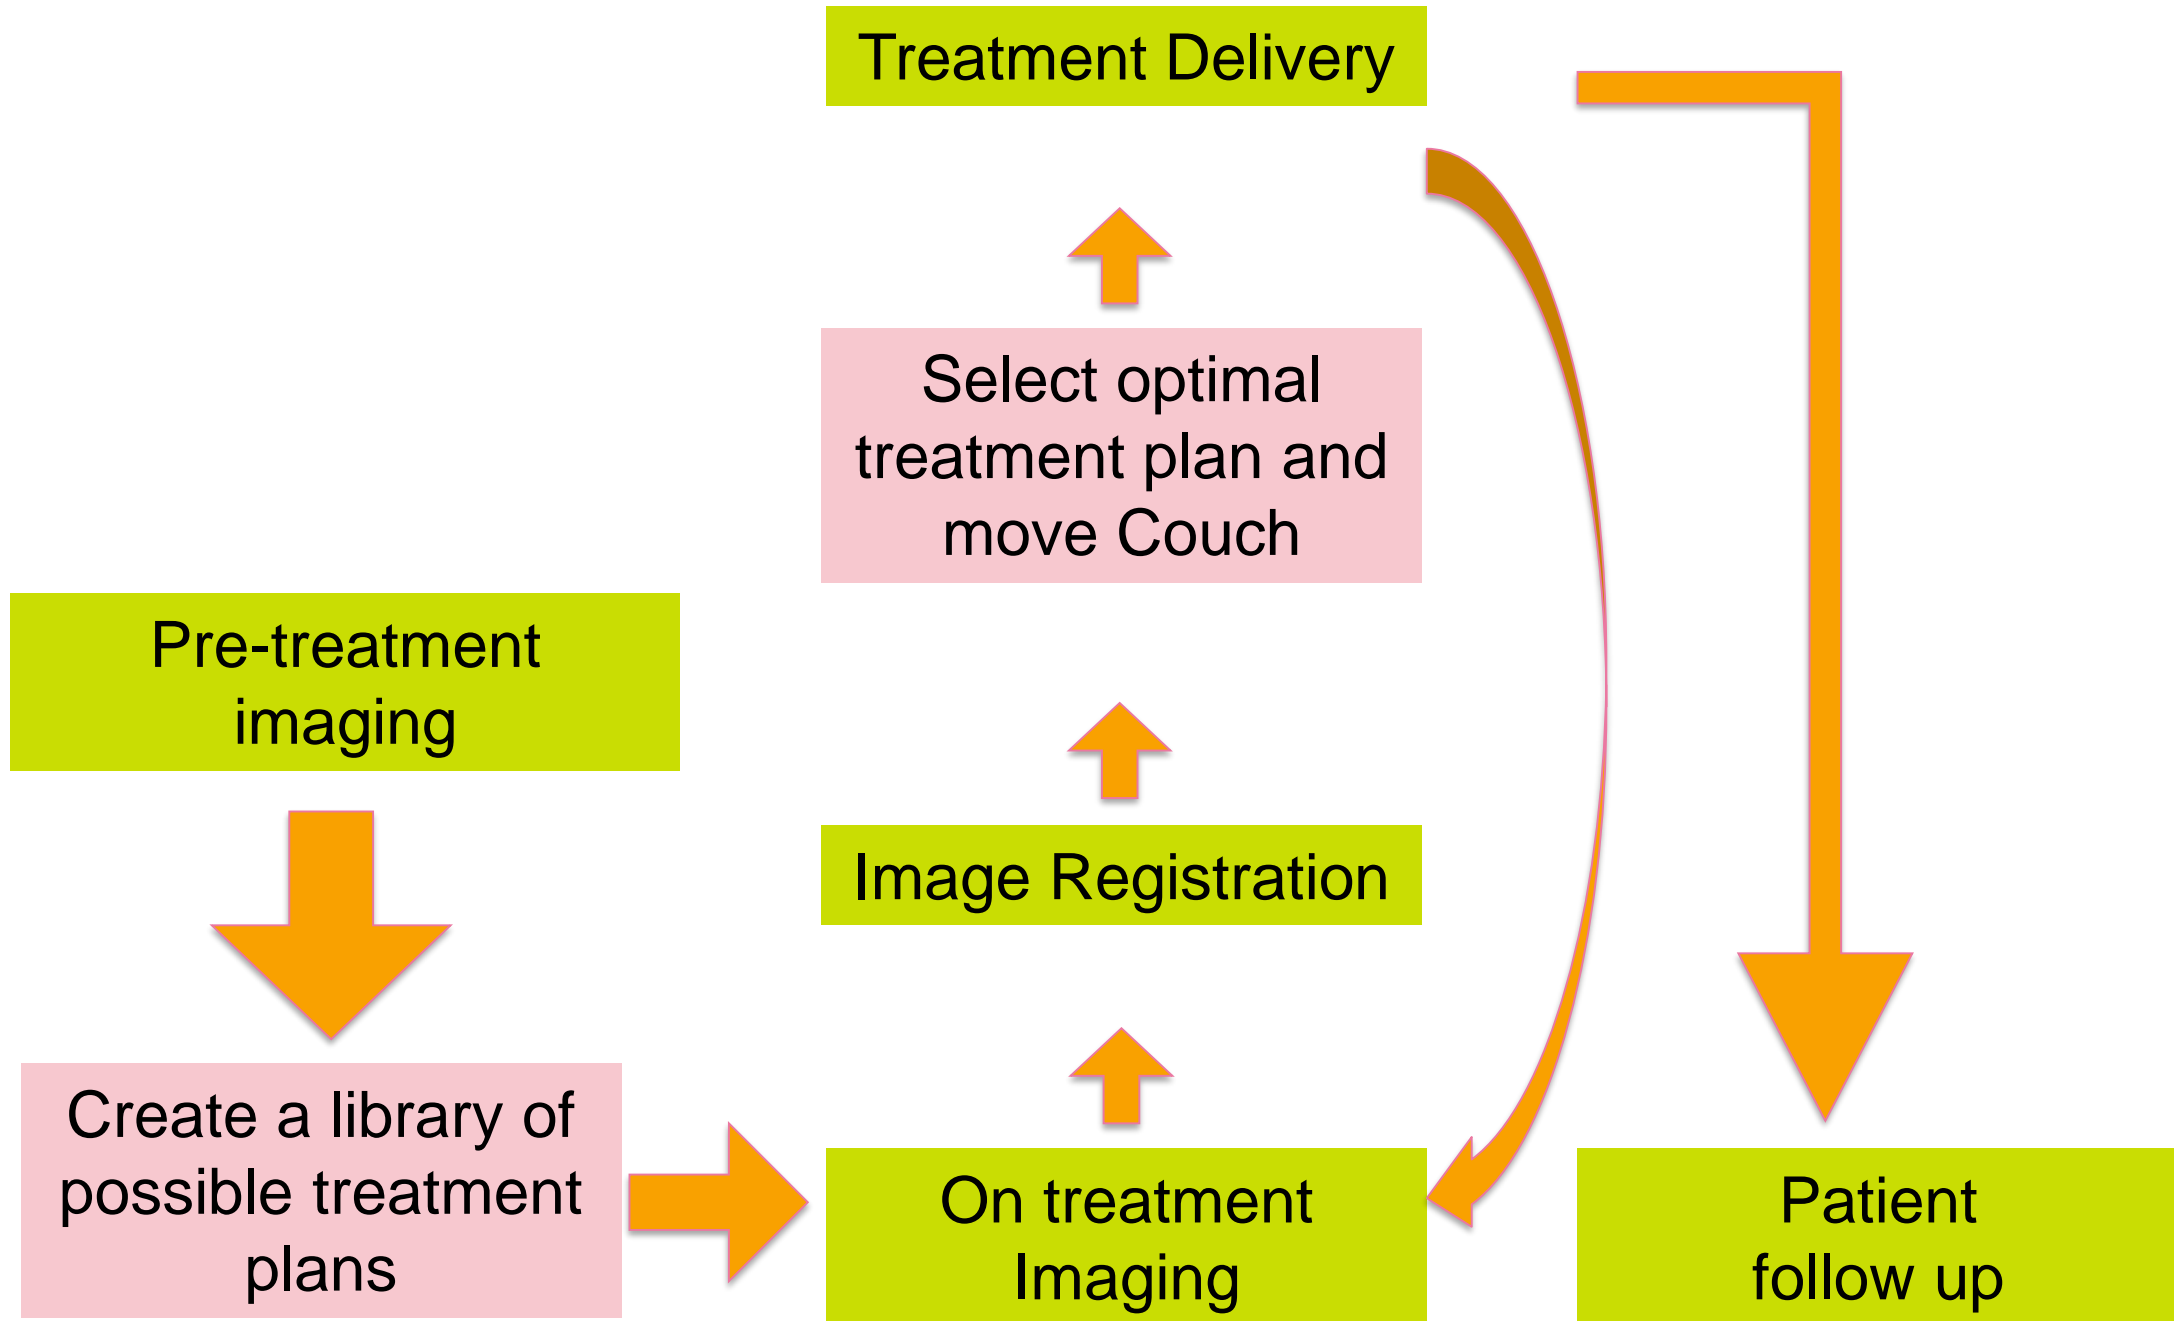 Treatment Delivery
Select optimal
treatment plan and
move Couch
Pre-treatment
imaging
Image Registration
Create a library of
possible treatment
plans
On treatment
Imaging
Patient
follow up